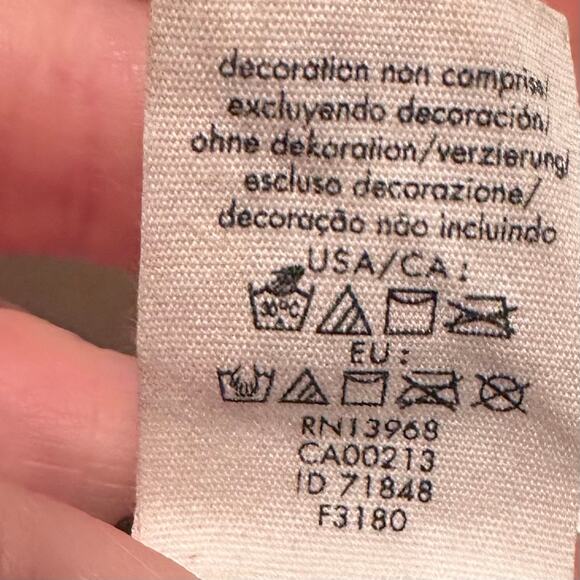 decoration non comprise/
excluyendo decoración/
ohne dekoration/verzierung/
escluso decorazione/
decoração não incluindo
USA/CA:
30°C
EU:
RN13968
CA00213
ID 71848
F3180